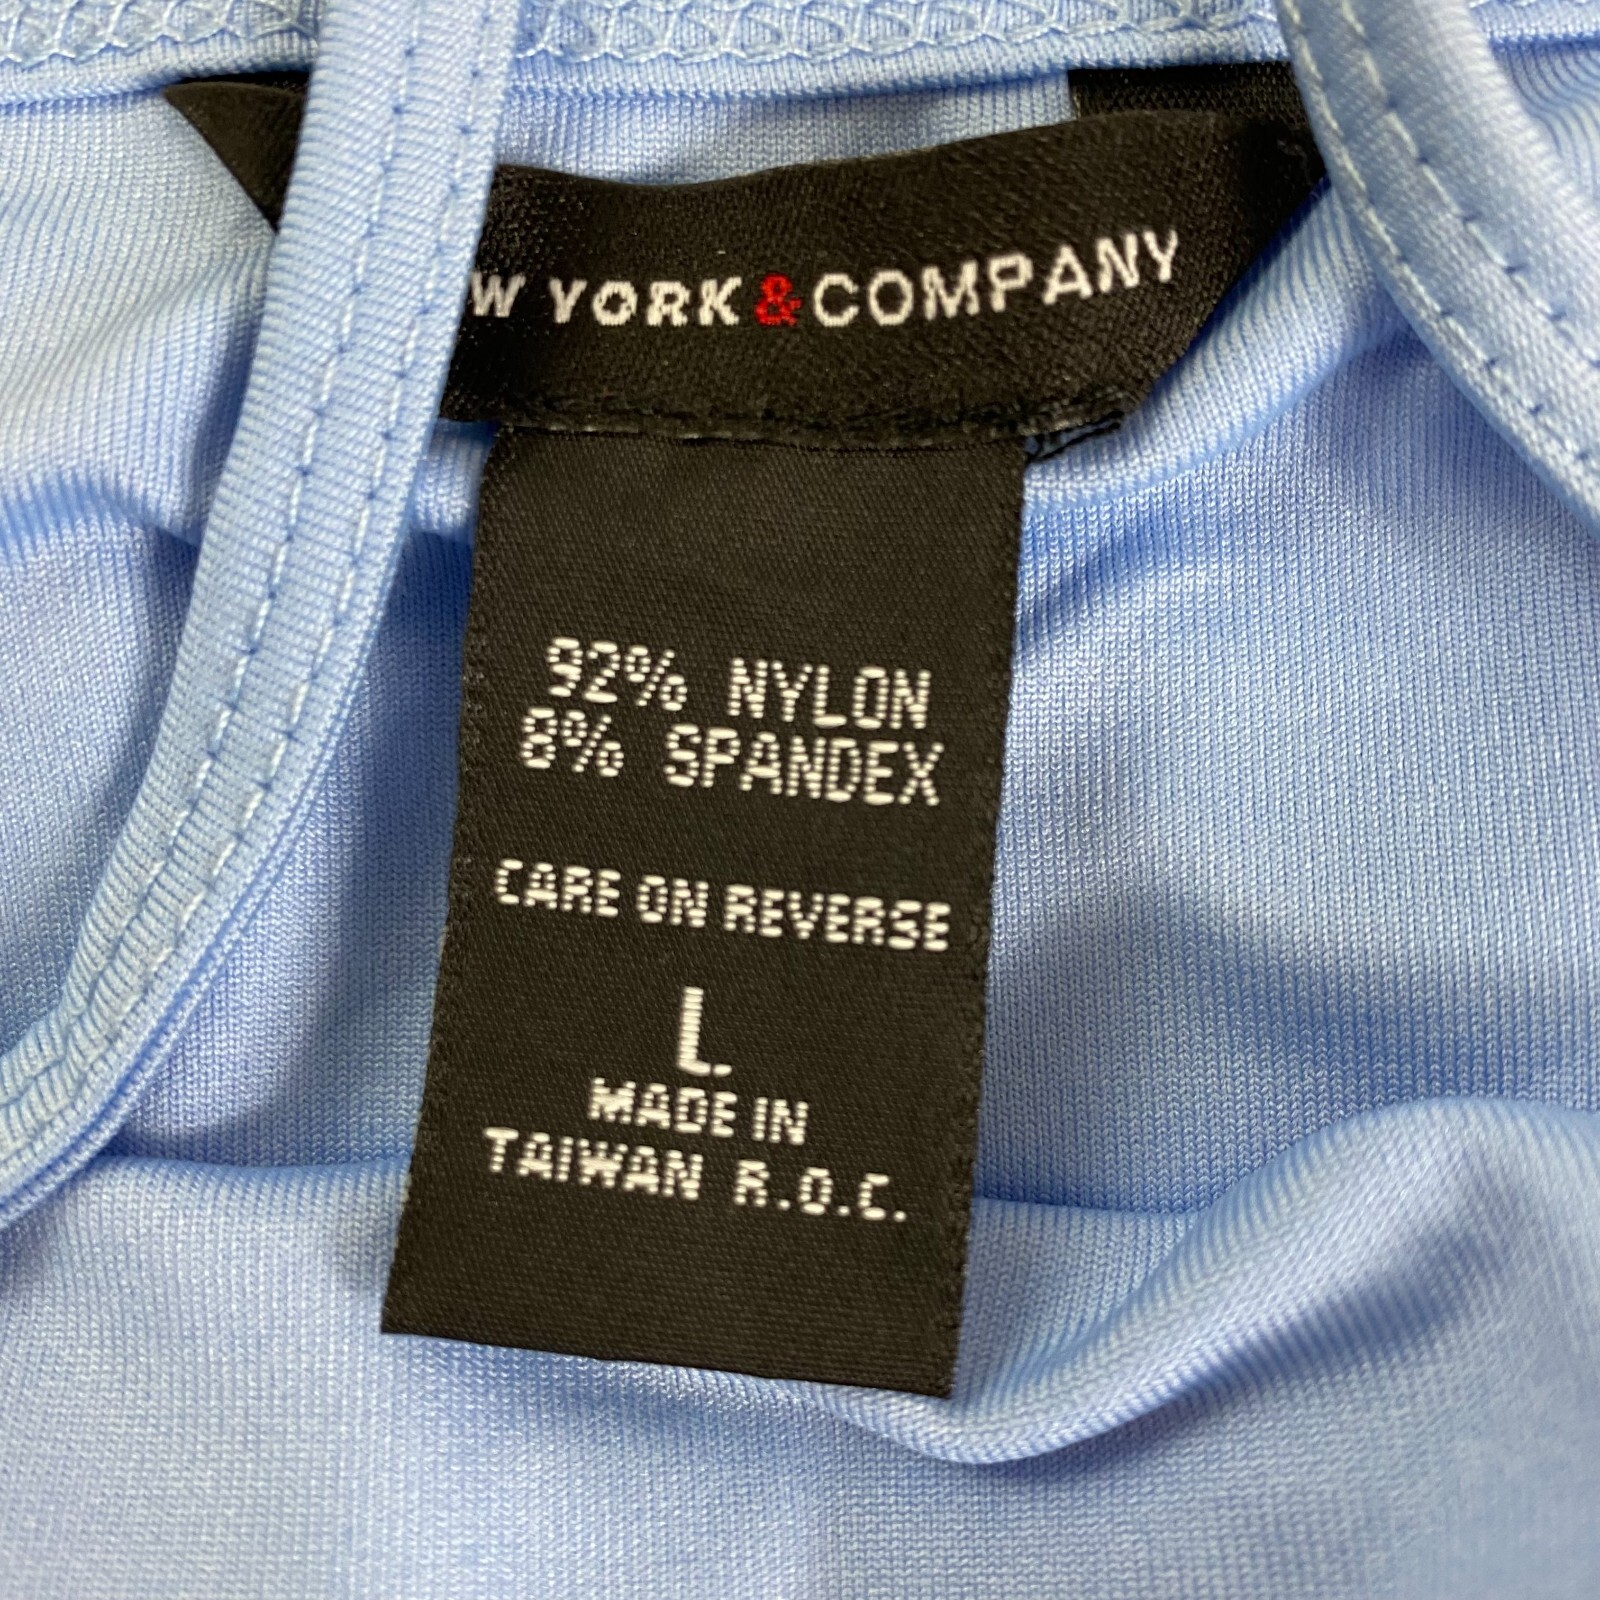 W YORK & COMPANY
92% NYLON
8% SPANDEX
CARE ON REVERSE
L
MADE IN
TAIWAN R.O.C.